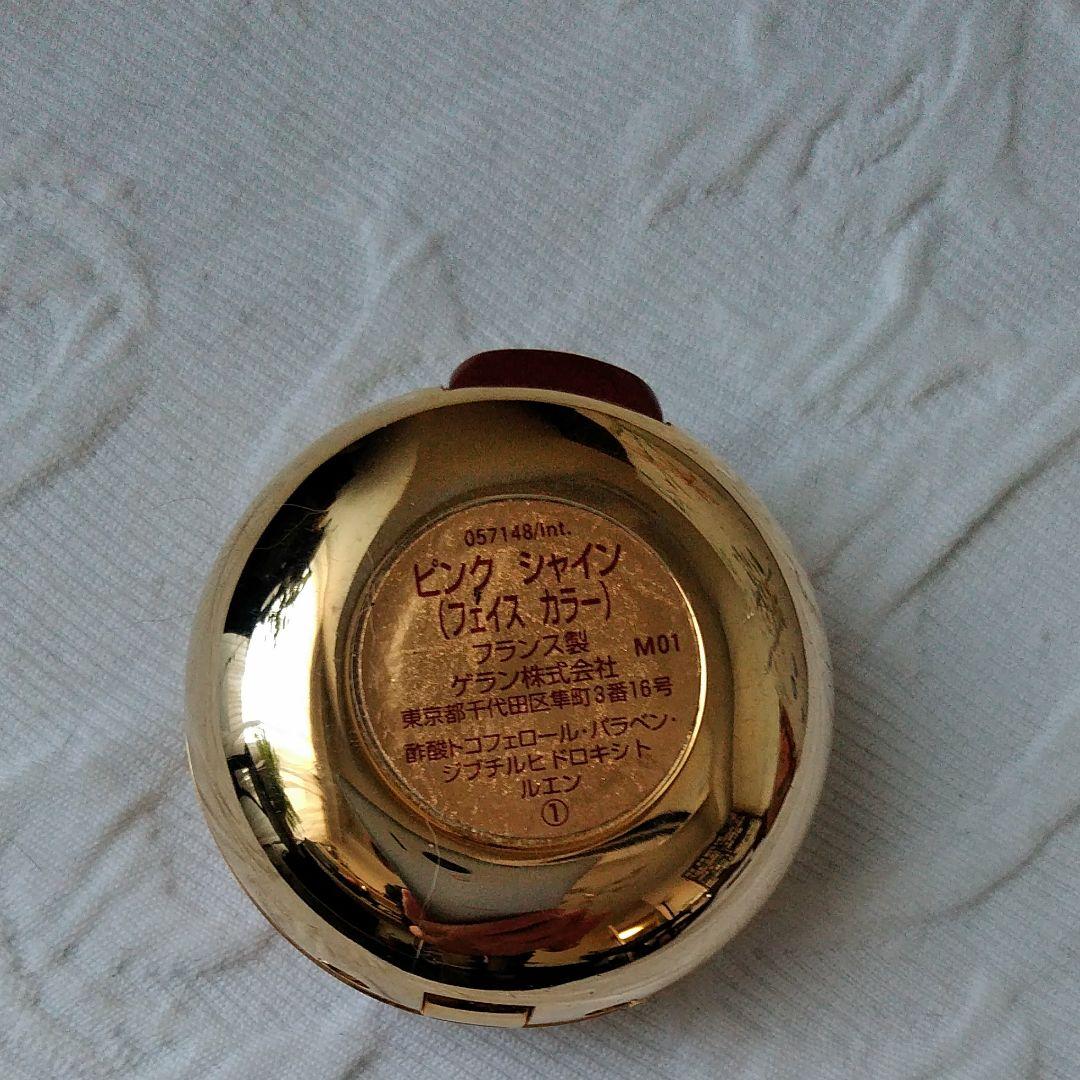 057148/Int.
ピンク シャイン
(フェイス カラー)
フランス製 M01
ゲラン株式会社
東京都千代田区隼町3番16号
酢酸トコフェロール・パラベン・
ジブチルヒドロキシト
ルエン
①